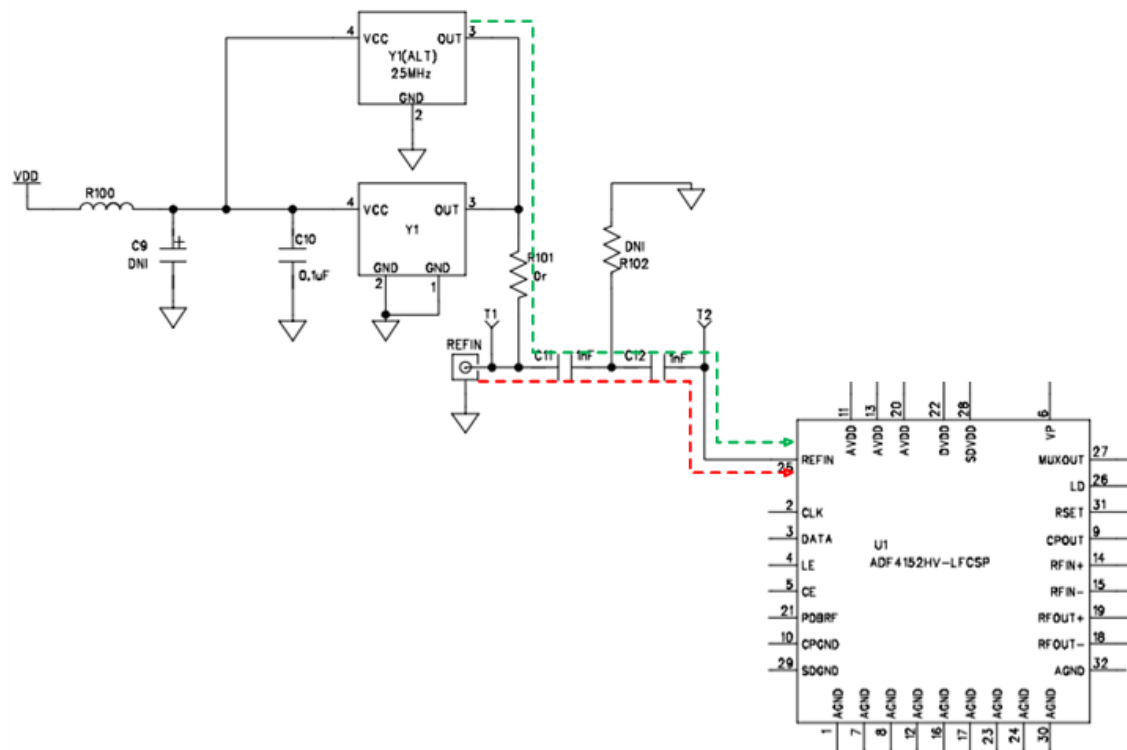 4 VCC OUT 3
Y1(ALT)
25MHz
GND
2
VDD
R100
4 VCC OUT 3
Y1
GND GND
2 1
C9
DNI
+
C10
0.1uF
R101
0r
DNI
R102
T1
T2
REFIN
C11 1nF C12 1nF
11 13 20 22 28 6
AVDD AVDD AVDD DVDD SDVDD VP
REFIN
25
2 CLK
3 DATA
4 LE
5 CE
21 PDBRF
10 CPGND
29 SDGND
U1
ADF4152HV-LFCSP
MUXOUT 27
LD 26
RSET 31
CPOUT 9
RFIN+ 14
RFIN- 15
RFOUT+ 19
RFOUT- 18
AGND 32
AGND AGND AGND AGND AGND AGND AGND AGND AGND
1 7 8 12 16 17 23 24 30